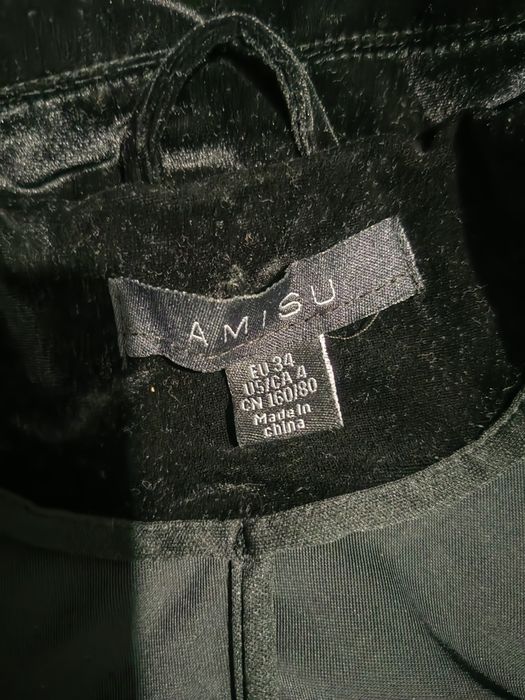 AMISU
EU 34
US/CA 4
CN 160/80
Made in
china